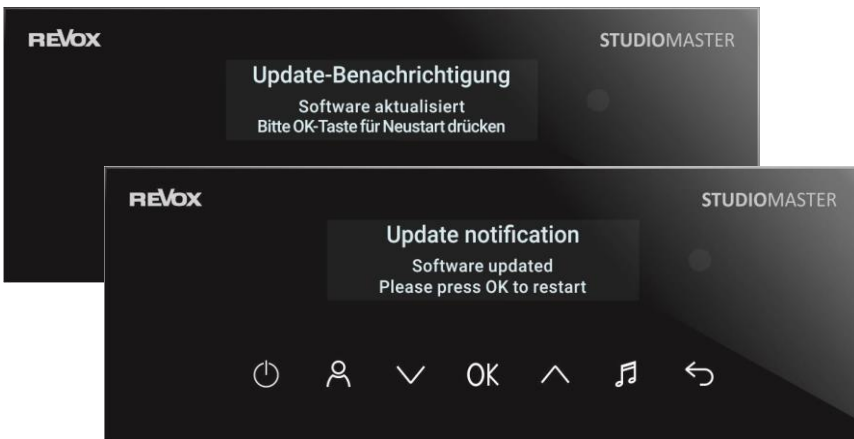 REVOX STUDIOMASTER
Update-Benachrichtigung
Software aktualisiert
Bitte OK-Taste für Neustart drücken
REVOX STUDIOMASTER
Update notification
Software updated
Please press OK to restart
OK